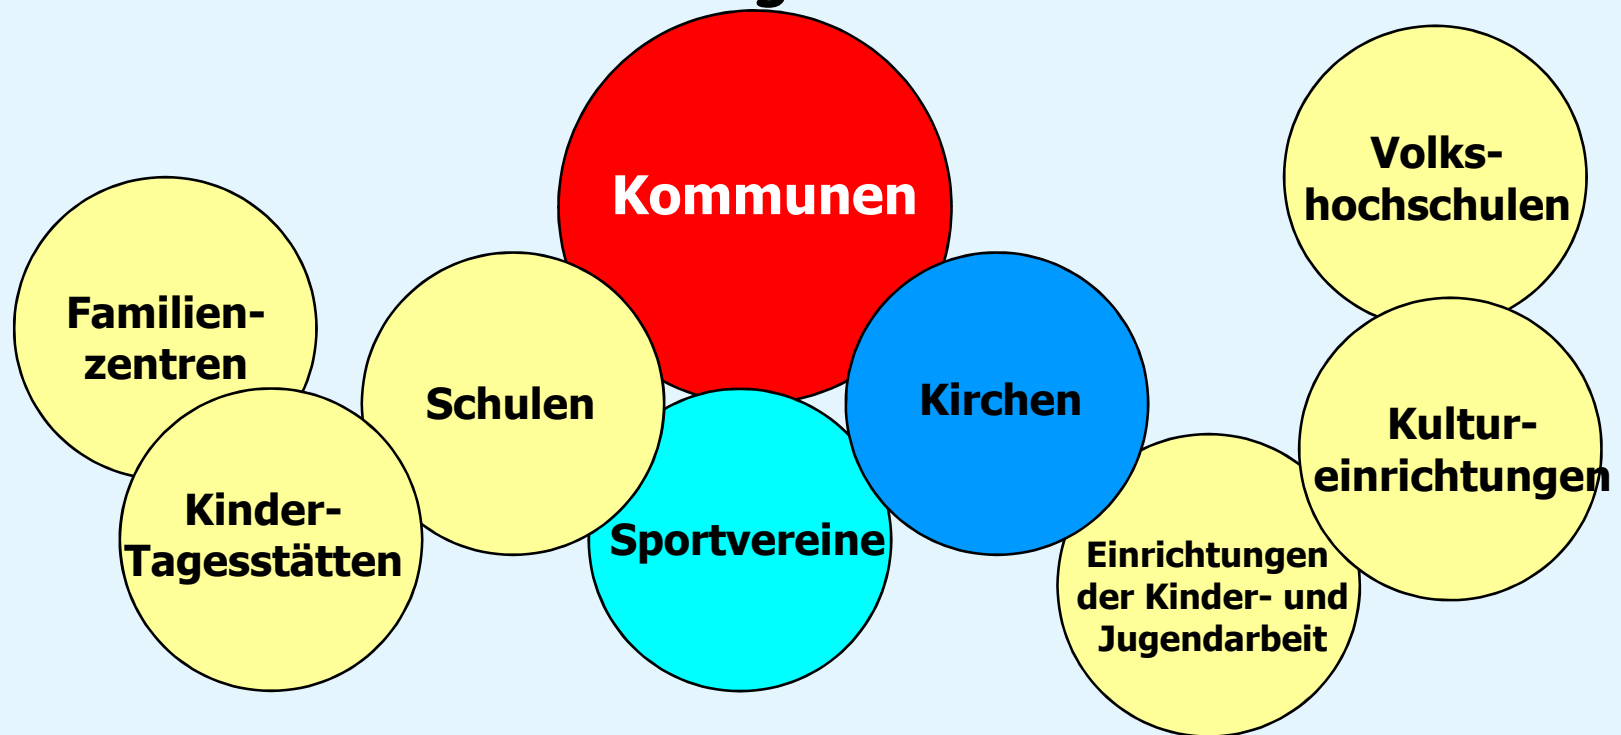 Kommunen
Volks-
hochschulen
Familien-
zentren
Schulen
Kirchen
Kultur-
einrichtungen
Kinder-
Tagesstätten
Sportvereine
Einrichtungen
der Kinder- und
Jugendarbeit